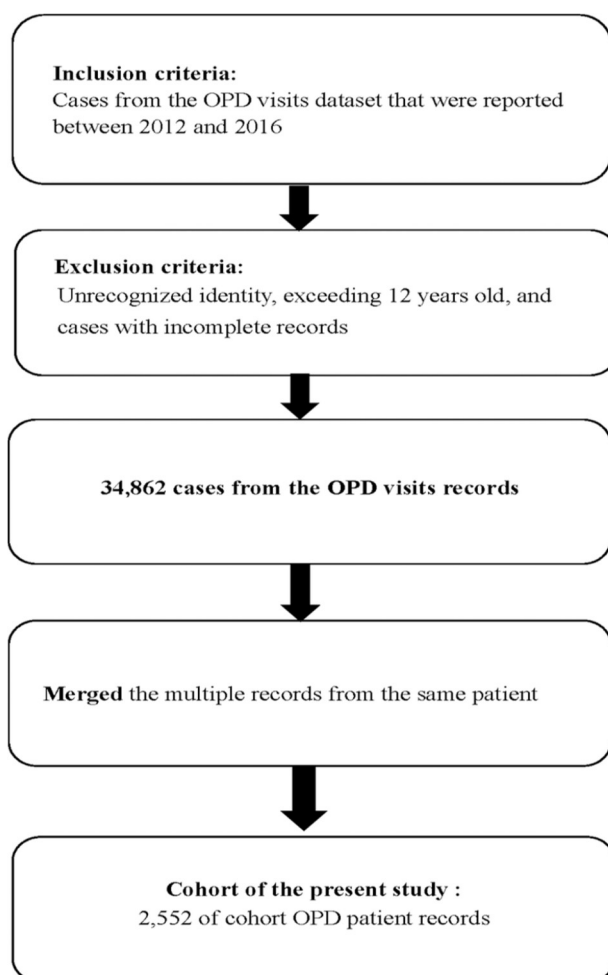 Inclusion criteria:
Cases from the OPD visits dataset that were reported
between 2012 and 2016
Exclusion criteria:
Unrecognized identity, exceeding 12 years old, and
cases with incomplete records
34,862 cases from the OPD visits records
Merged the multiple records from the same patient
Cohort of the present study :
2,552 of cohort OPD patient records